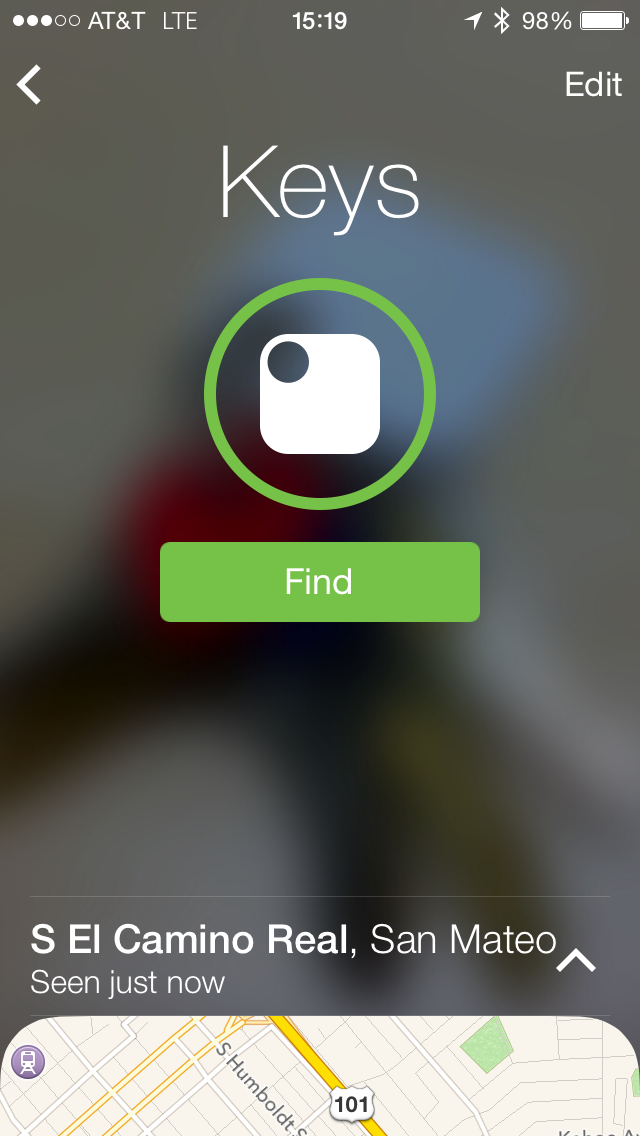 AT&T LTE 15:19 98%
Edit
Keys
Find
S El Camino Real, San Mateo
Seen just now
S Humboldt S
101